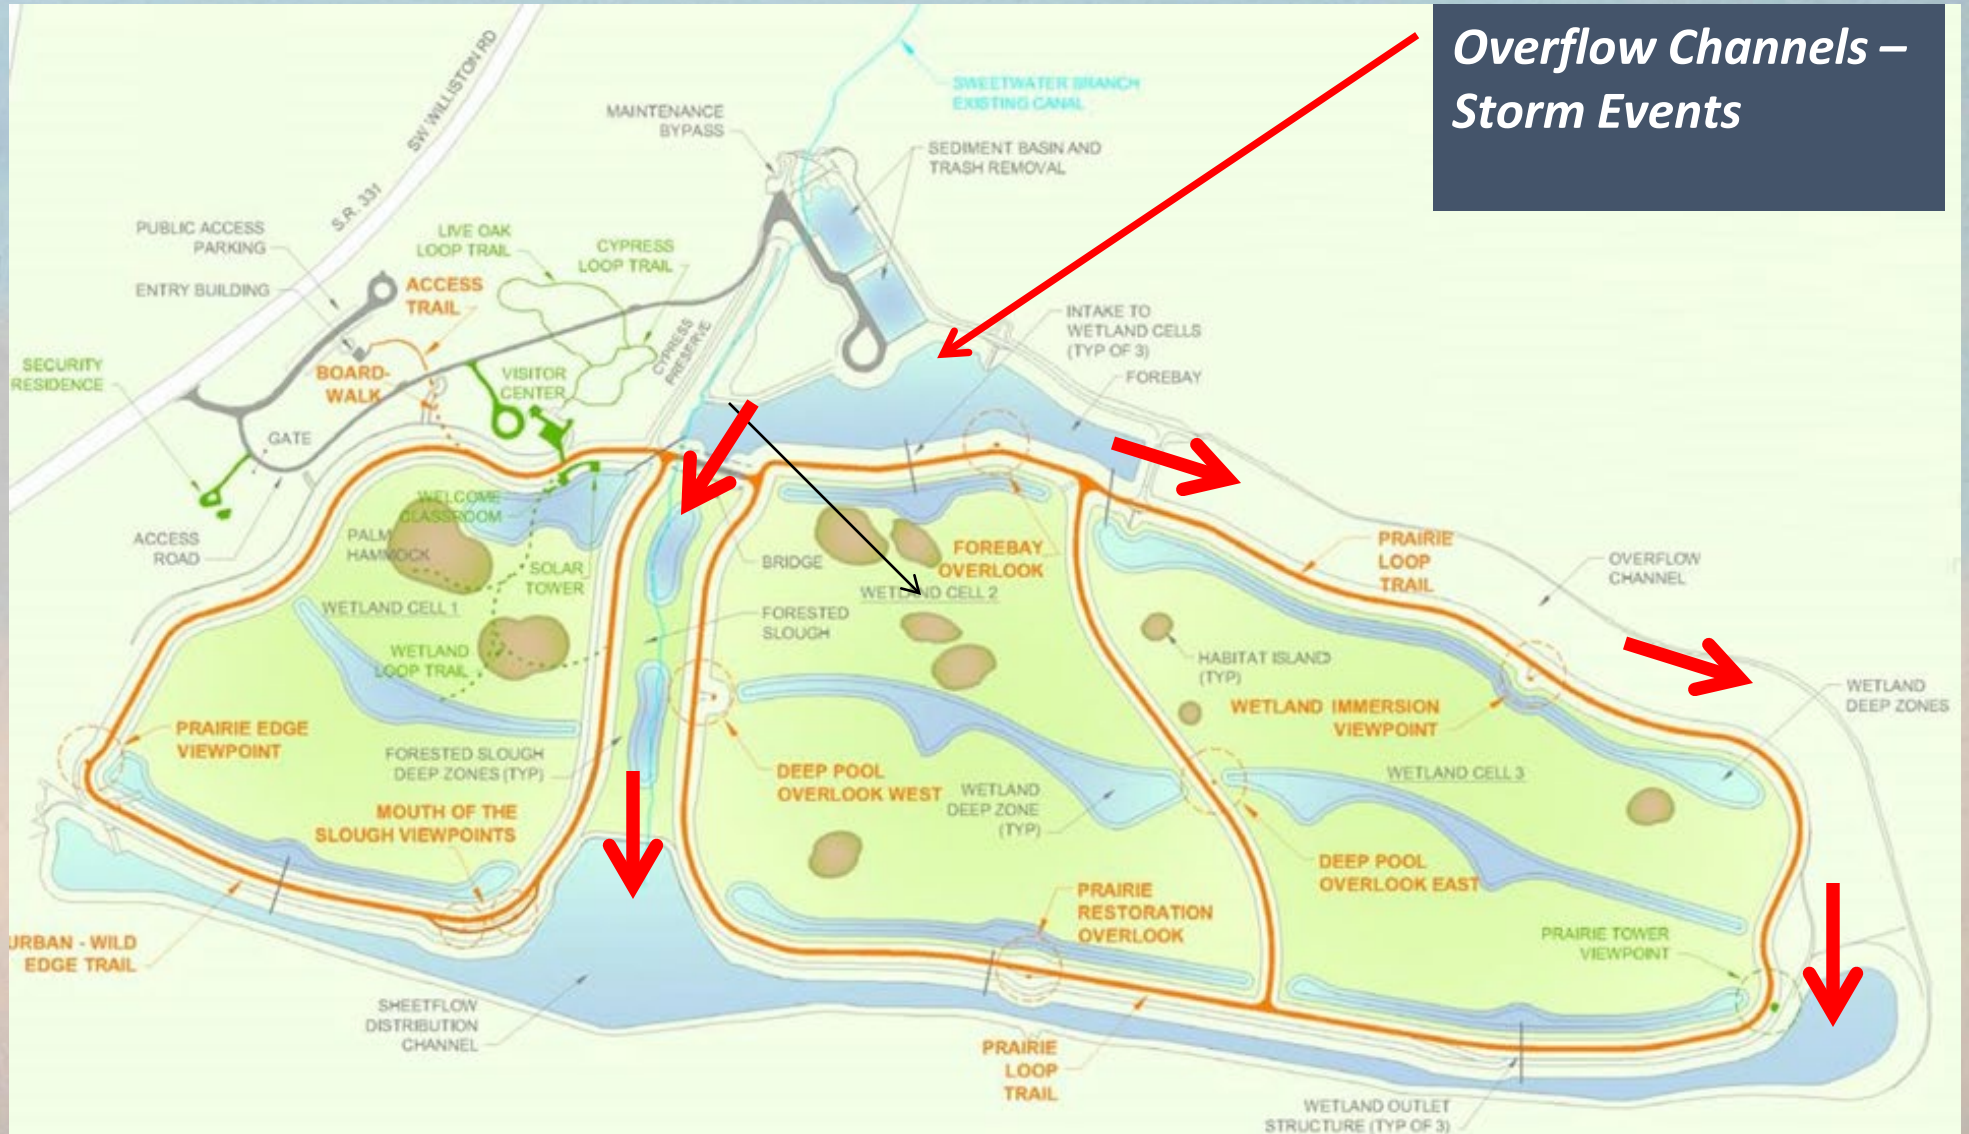 Overflow Channels –
Storm Events
SW WILLISTON RD
S.R. 331
SWEETWATER BRANCH
EXISTING CANAL
MAINTENANCE
BYPASS
SEDIMENT BASIN AND
TRASH REMOVAL
PUBLIC ACCESS
PARKING
LIVE OAK
LOOP TRAIL
CYPRESS
LOOP TRAIL
ENTRY BUILDING
ACCESS
TRAIL
INTAKE TO
WETLAND CELLS
(TYP OF 3)
CYPRESS
PRESERVE
SECURITY
RESIDENCE
BOARD-
WALK
VISITOR
CENTER
FOREBAY
GATE
WELCOME
CLASSROOM
ACCESS
ROAD
PALM
HAMMOCK
SOLAR
TOWER
BRIDGE
FOREBAY
OVERLOOK
PRAIRIE
LOOP
TRAIL
OVERFLOW
CHANNEL
WETLAND CELL 1
WETLAND CELL 2
FORESTED
SLOUGH
WETLAND
LOOP TRAIL
HABITAT ISLAND
(TYP)
WETLAND
DEEP ZONES
WETLAND IMMERSION
VIEWPOINT
PRAIRIE EDGE
VIEWPOINT
FORESTED SLOUGH
DEEP ZONES (TYP)
DEEP POOL
OVERLOOK WEST
WETLAND
DEEP ZONE
(TYP)
WETLAND CELL 3
MOUTH OF THE
SLOUGH VIEWPOINTS
DEEP POOL
OVERLOOK EAST
PRAIRIE
RESTORATION
OVERLOOK
URBAN - WILD
EDGE TRAIL
PRAIRIE TOWER
VIEWPOINT
SHEETFLOW
DISTRIBUTION
CHANNEL
PRAIRIE
LOOP
TRAIL
WETLAND OUTLET
STRUCTURE (TYP OF 3)